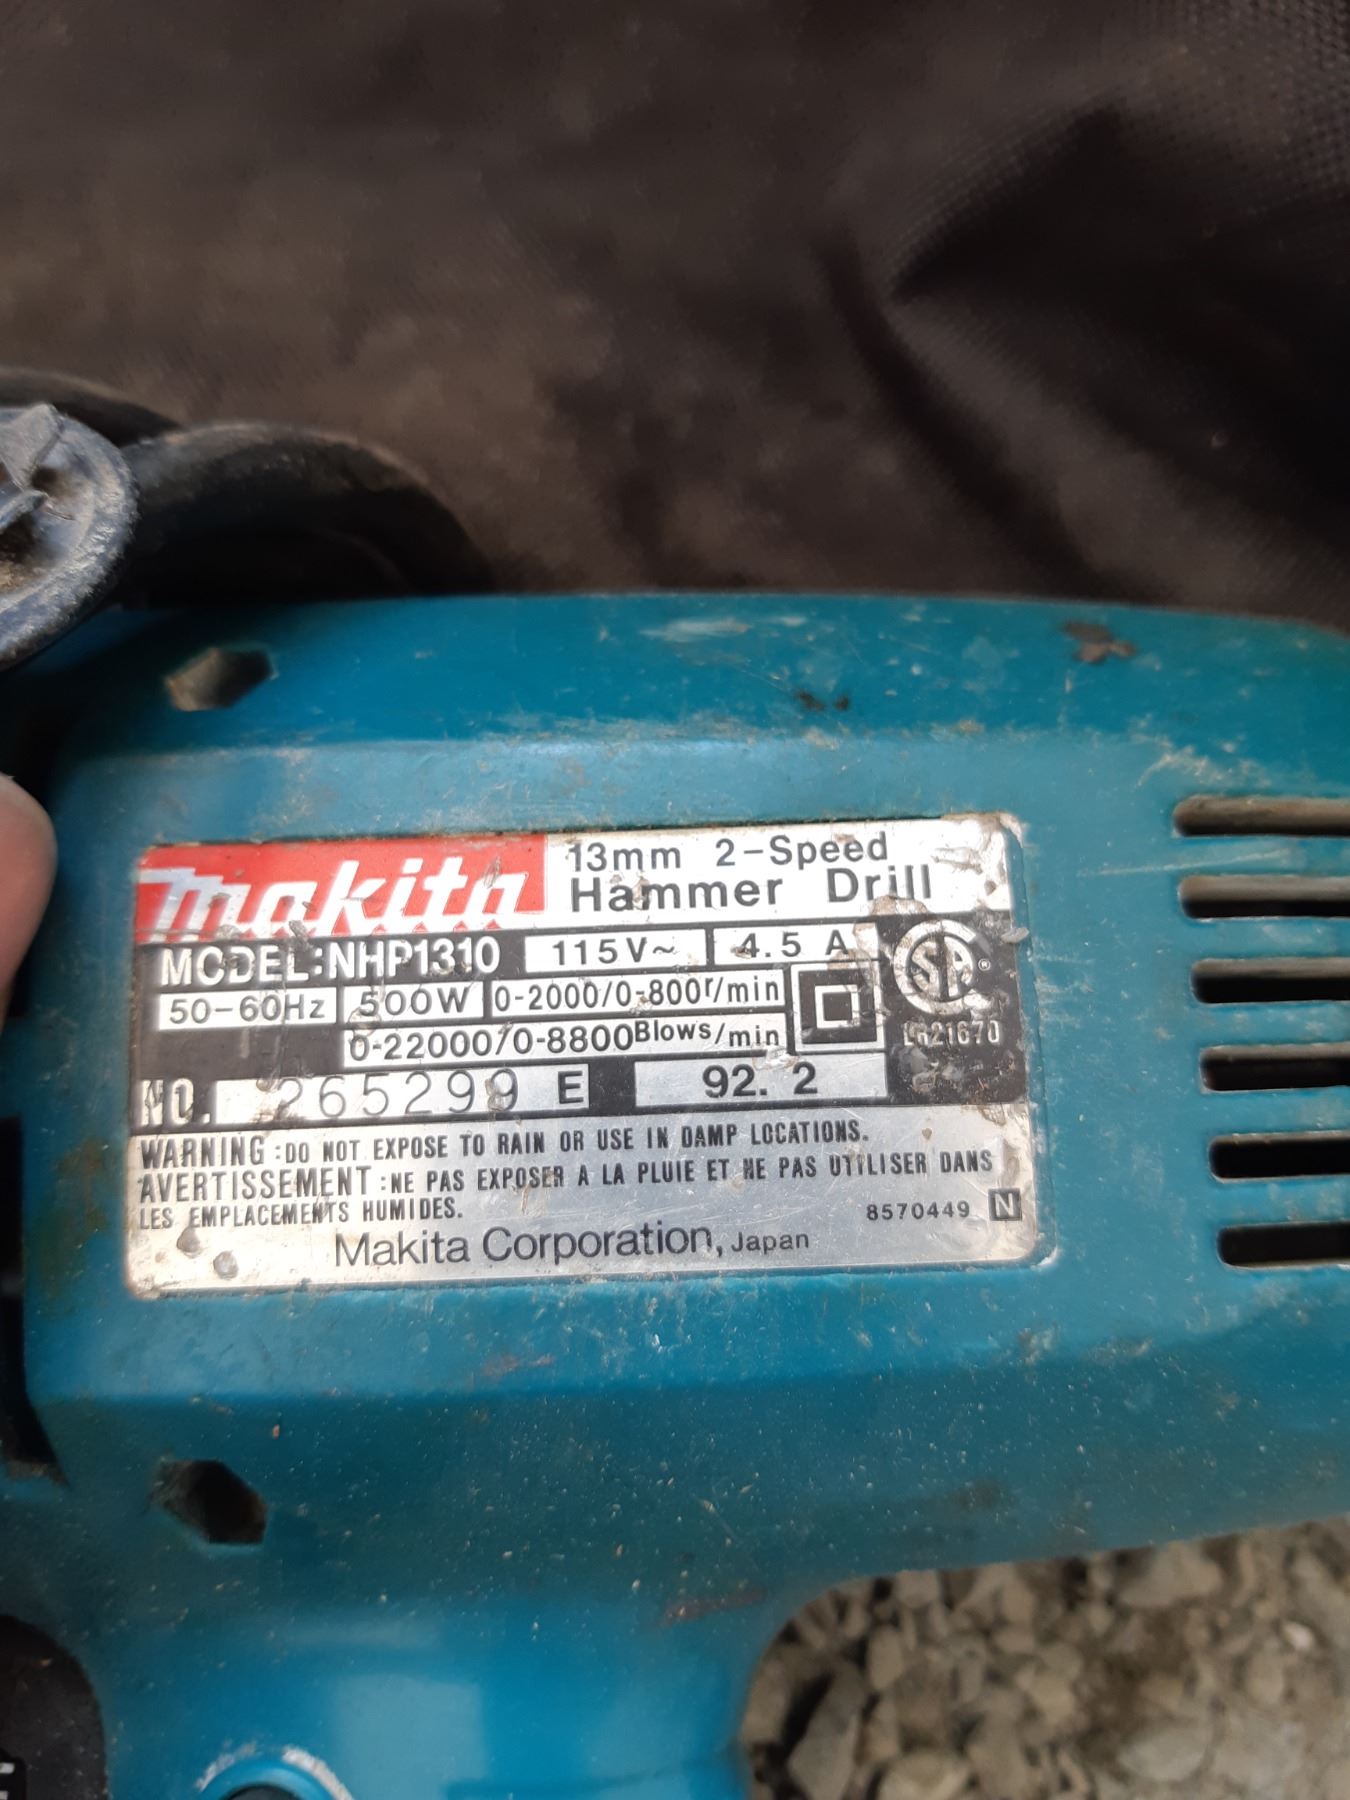 makita 13mm 2-Speed
Hammer Drill
MODEL:NHP1310 115V~ 4.5 A
50-60Hz 500W 0-2000/0-800r/min
0-22000/0-8800Blows/min
NO. 265299 E 92. 2
SA ®
LR21670
WARNING:DO NOT EXPOSE TO RAIN OR USE IN DAMP LOCATIONS.
AVERTISSEMENT:NE PAS EXPOSER A LA PLUIE ET NE PAS UTILISER DANS
LES EMPLACEMENTS HUMIDES.
8570449 N
Makita Corporation, Japan